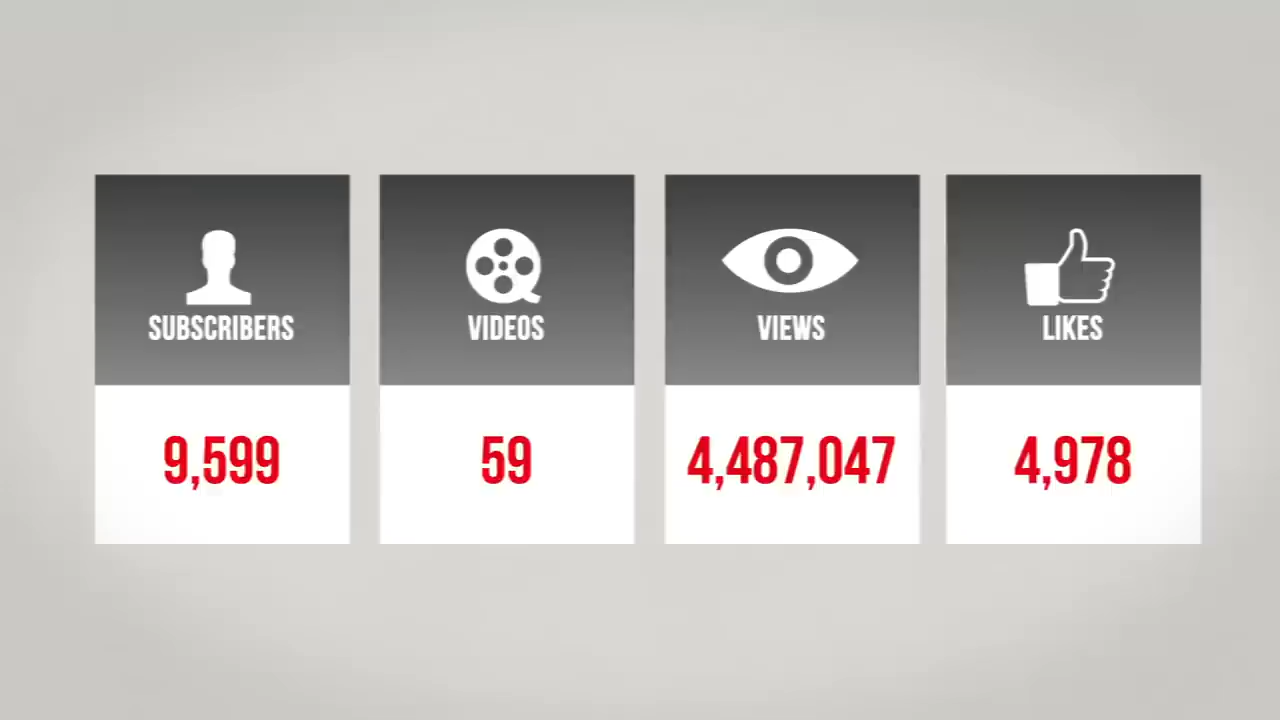 SUBSCRIBERS
9,599
VIDEOS
59
VIEWS
4,487,047
LIKES
4,978